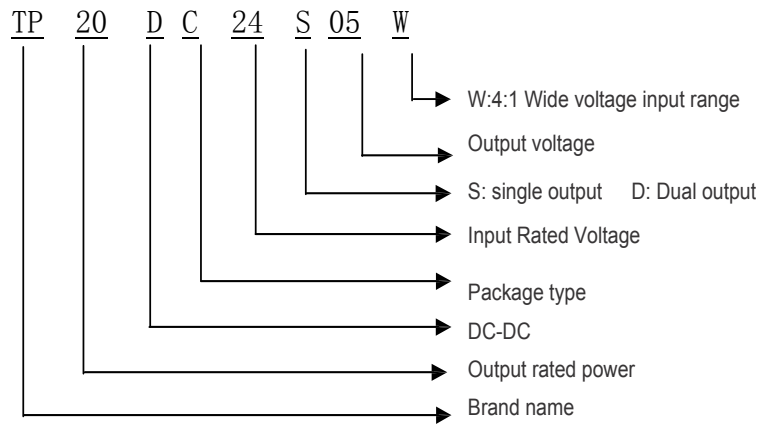 TP 20 D C 24 S 05 W
W:4:1 Wide voltage input range
Output voltage
S: single output D: Dual output
Input Rated Voltage
Package type
DC-DC
Output rated power
Brand name